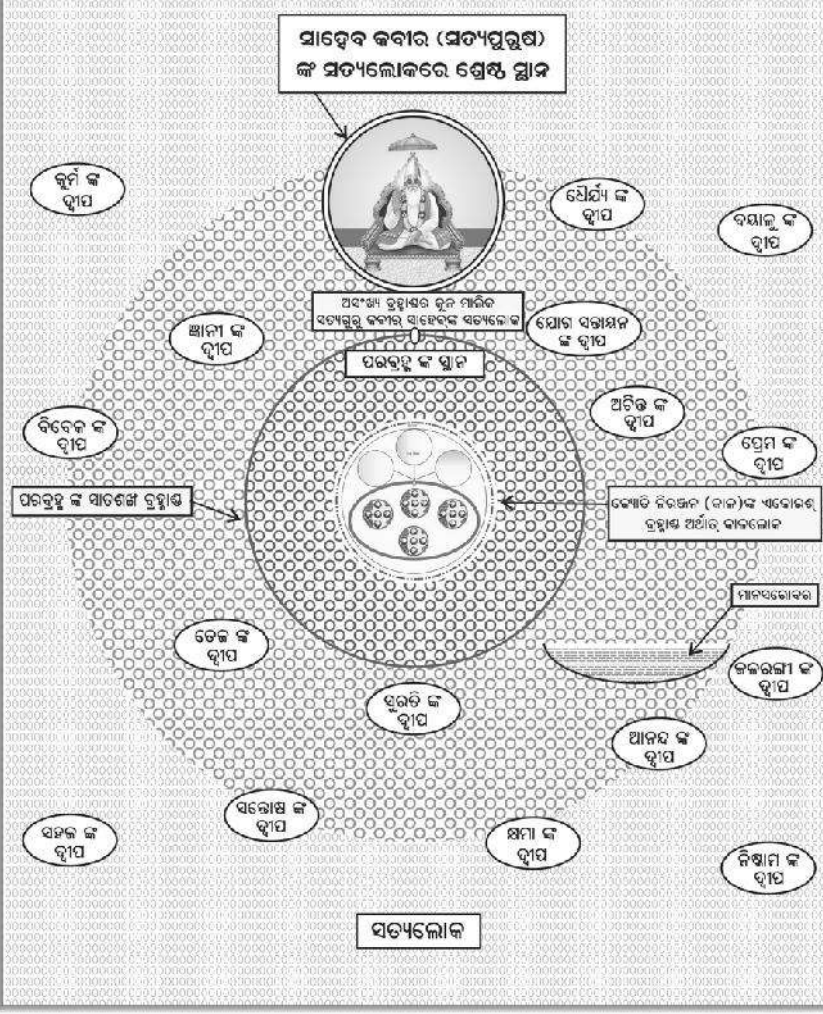 ସାହେବ କବୀର (ସତ୍ୟପୁରୁଷ)
ଙ୍କ ସତ୍ୟଲୋକରେ ଶ୍ରେଷ୍ଠ ସ୍ଥାନ
କୁର୍ମ ଙ୍କ
ଦ୍ଵୀପ
ଧୈର୍ଯ୍ୟ ଙ୍କ
ଦ୍ଵୀପ
ଦୟାଳୁ ଙ୍କ
ଦ୍ଵୀପ
ଅସଂଖ୍ୟ ବ୍ରହ୍ମାଣ୍ଡର ମାଲିକ
ସତ୍ୟଗୁରୁ କବୀର୍ ସାହେବଙ୍କ ସତ୍ୟଲୋକ
ଜ୍ଞାନୀ ଙ୍କ
ଦ୍ଵୀପ
ଯୋଗ ସନ୍ତାୟନ
ଙ୍କ ଦ୍ଵୀପ
ପରବ୍ରହ୍ମ ଙ୍କ ସ୍ଥାନ
ଅଚିନ୍ତ ଙ୍କ
ଦ୍ଵୀପ
ବିବେକ ଙ୍କ
ଦ୍ଵୀପ
ପ୍ରେମ ଙ୍କ
ଦ୍ଵୀପ
ପରବ୍ରହ୍ମ ଙ୍କ ସାତଶଙ୍ଖ ବ୍ରହ୍ମାଣ୍ଡ
ଜ୍ୟୋତି ନିରଞ୍ଜନ (କାଳ)ଙ୍କ ଏକୋଇଶ୍
ବ୍ରହ୍ମାଣ୍ଡ ଅର୍ଥାତ୍ କାଳଲୋକ
ମାନସରୋବର
ତେଜ ଙ୍କ
ଦ୍ଵୀପ
ଜଳରଙ୍ଗୀ ଙ୍କ
ଦ୍ଵୀପ
ସୁରତି ଙ୍କ
ଦ୍ଵୀପ
ଆନନ୍ଦ ଙ୍କ
ଦ୍ଵୀପ
ସନ୍ତୋଷ ଙ୍କ
ଦ୍ଵୀପ
ସହଜ ଙ୍କ
ଦ୍ଵୀପ
କ୍ଷମା ଙ୍କ
ଦ୍ଵୀପ
ନିଷ୍କାମ ଙ୍କ
ଦ୍ଵୀପ
ସତ୍ୟଲୋକ